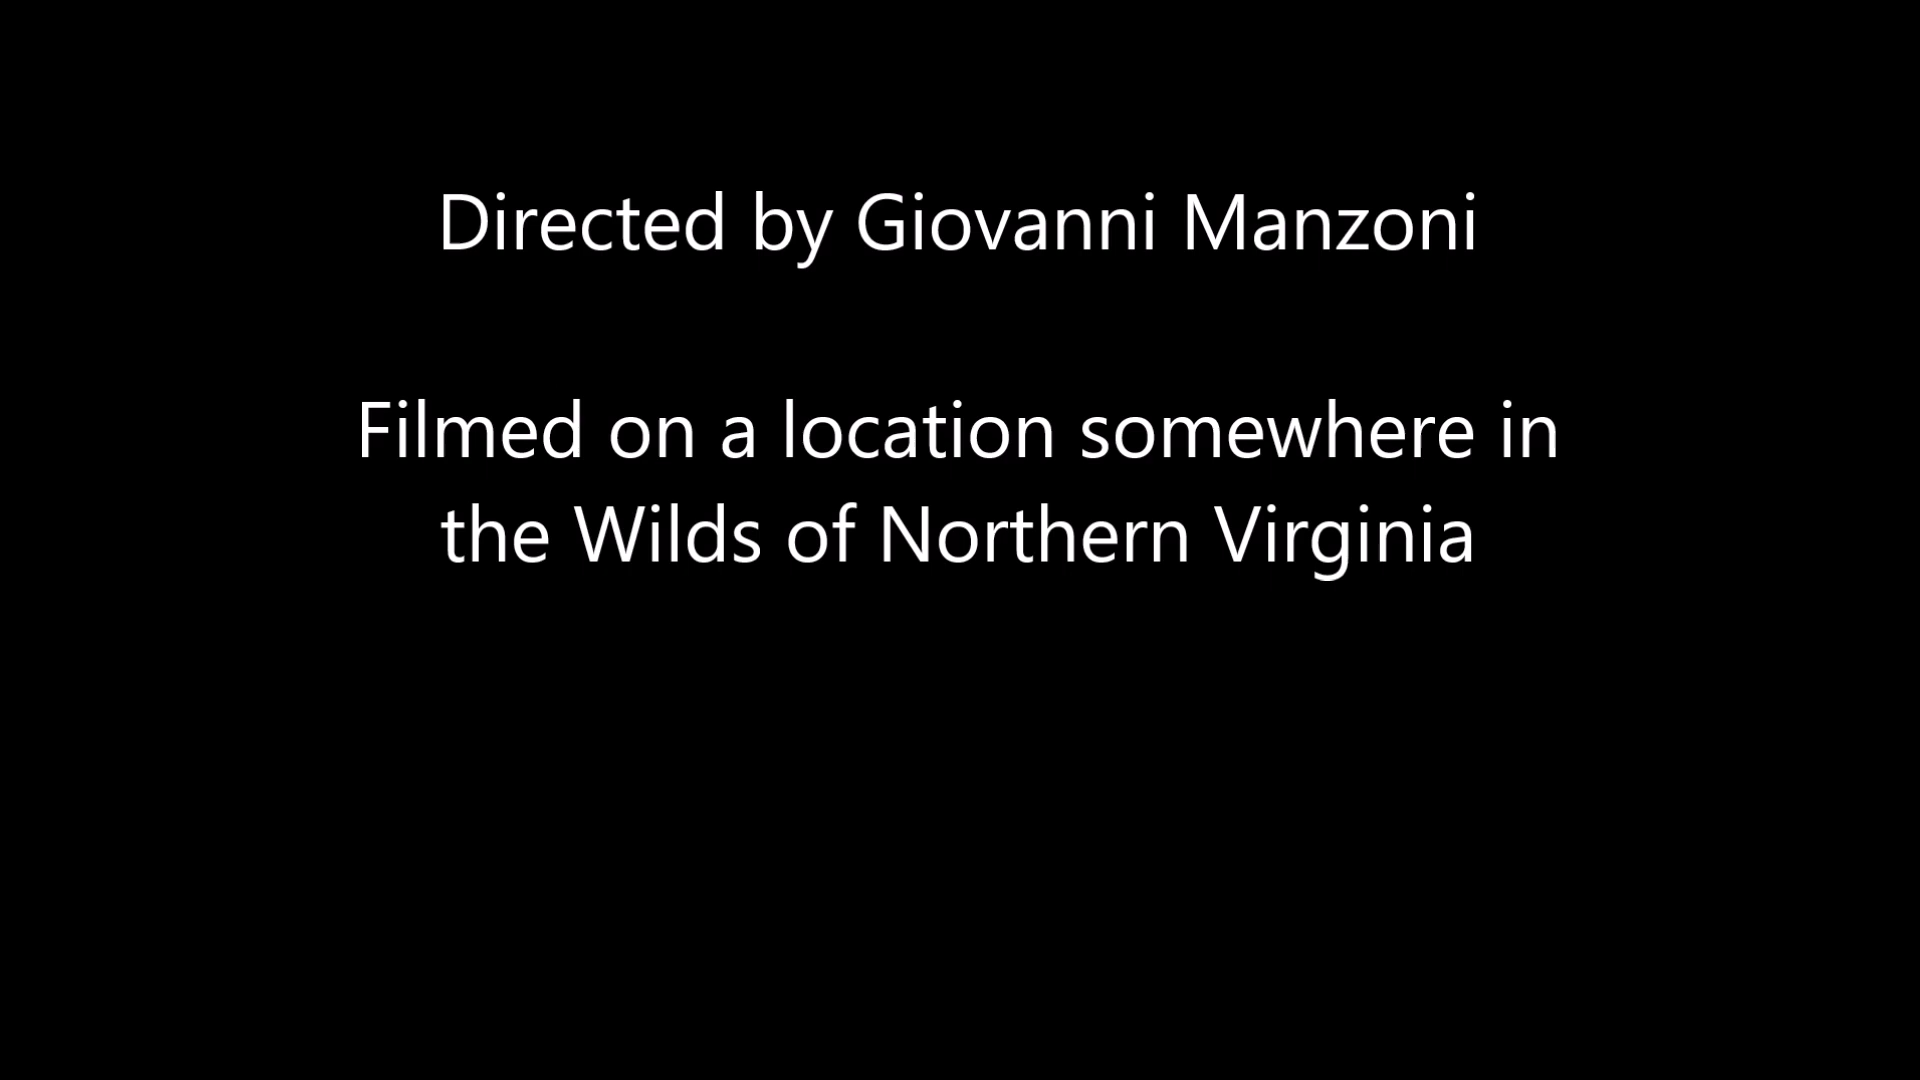 Directed by Giovanni Manzoni
Filmed on a location somewhere in
the Wilds of Northern Virginia